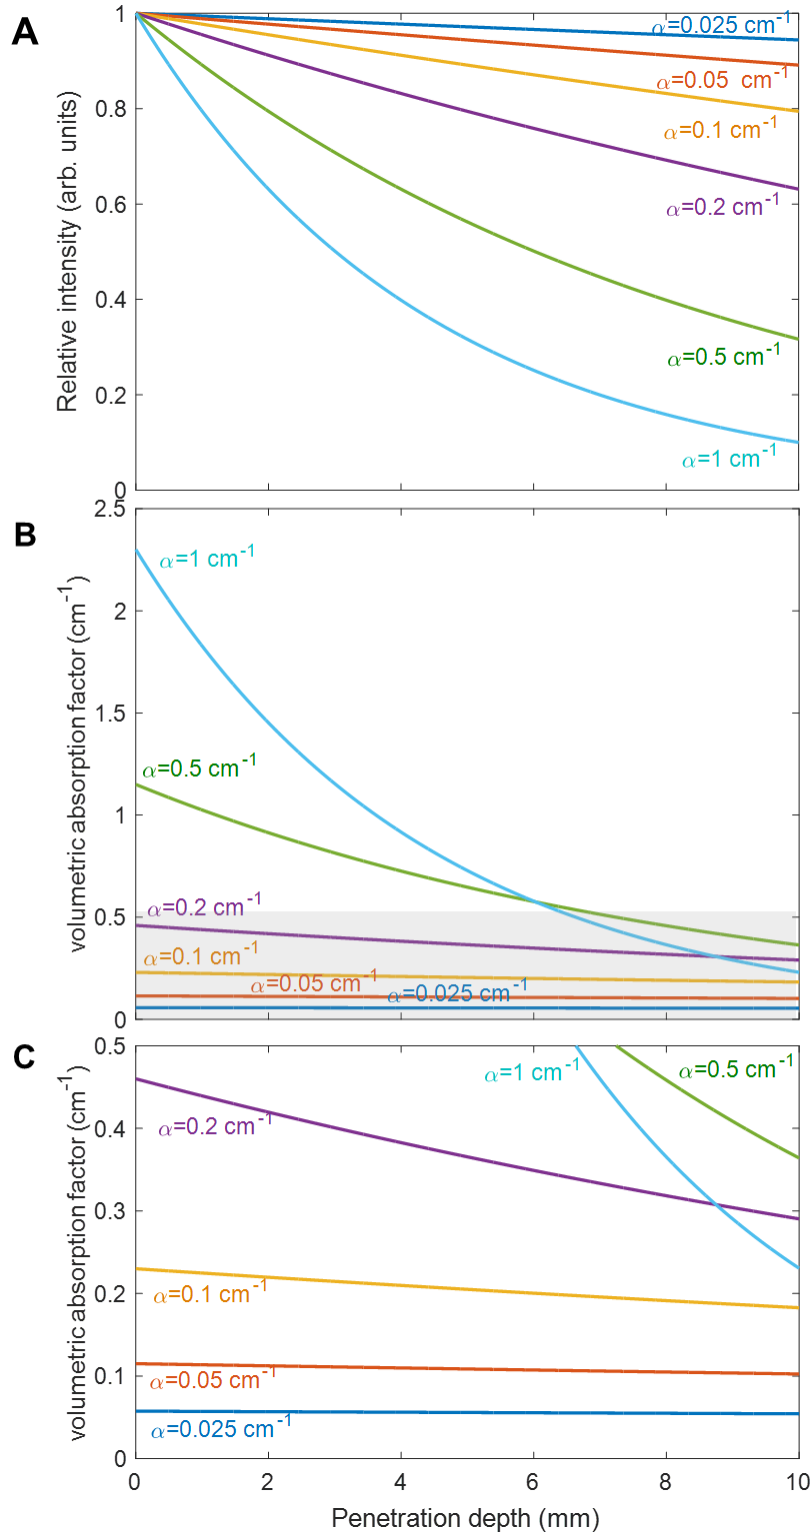 A
Relative intensity (arb. units)
1
0.8
0.6
0.4
0.2
0
α=0.025 cm-1
α=0.05 cm-1
α=0.1 cm-1
α=0.2 cm-1
α=0.5 cm-1
α=1 cm-1
B
volumetric absorption factor (cm-1)
2.5
2
1.5
1
0.5
0
α=1 cm-1
α=0.5 cm-1
α=0.2 cm-1
α=0.1 cm-1
α=0.05 cm-1
α=0.025 cm-1
C
volumetric absorption factor (cm-1)
0.5
0.4
0.3
0.2
0.1
0
α=1 cm-1
α=0.5 cm-1
α=0.2 cm-1
α=0.1 cm-1
α=0.05 cm-1
α=0.025 cm-1
0 2 4 6 8 10
Penetration depth (mm)